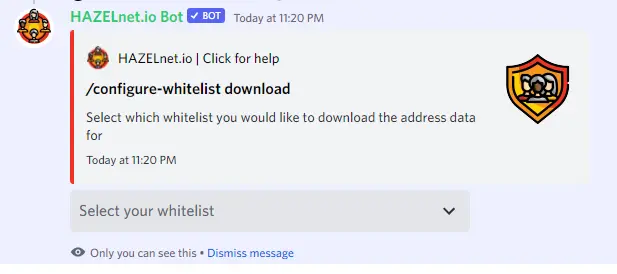 HAZELnet.io Bot ✓ BOT Today at 11:20 PM
HAZELnet.io | Click for help
/configure-whitelist download
Select which whitelist you would like to download the address data
for
Today at 11:20 PM
Select your whitelist
Only you can see this • Dismiss message